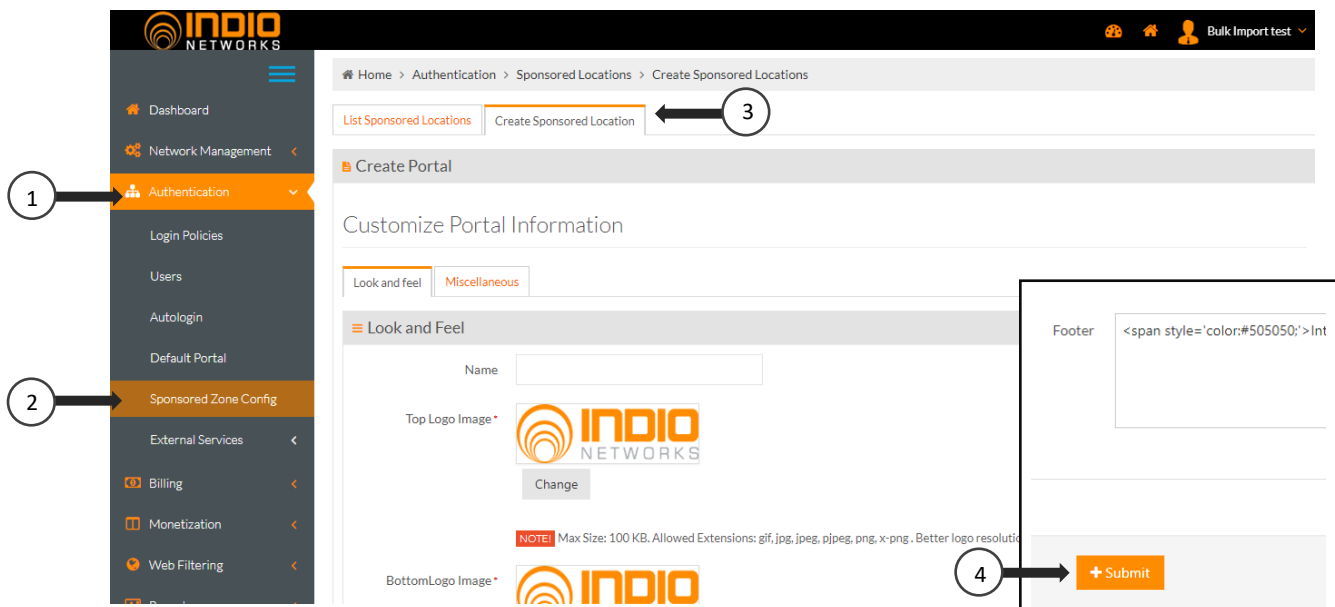 INDIO
NETWORKS
Bulk Import test
Home > Authentication > Sponsored Locations > Create Sponsored Locations
Dashboard
List Sponsored Locations
Create Sponsored Location
3
Network Management
Create Portal
1
Authentication
Login Policies
Customize Portal Information
Users
Look and feel
Miscellaneous
Autologin
Look and Feel
Footer
<span style='color:#505050;'>Int
Default Portal
Name
2
Sponsored Zone Config
Top Logo Image*
INDIO
NETWORKS
External Services
Billing
Change
Monetization
NOTE! Max Size: 100 KB. Allowed Extensions: gif, jpg, jpeg, pjpeg, png, x-png . Better logo
Web Filtering
4
+ Submit
BottomLogo Image*
INDIO